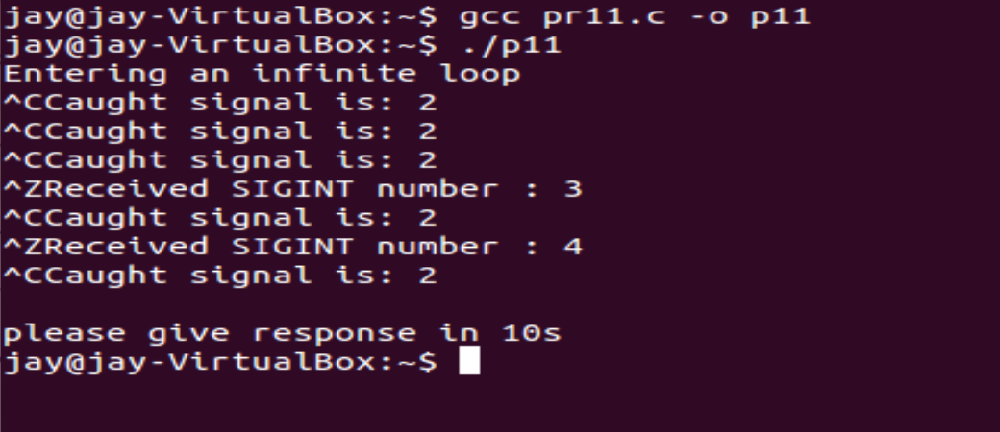 jay@jay-VirtualBox:~$ gcc pr11.c -o p11
jay@jay-VirtualBox:~$ ./p11
Entering an infinite loop
^CCaught signal is: 2
^CCaught signal is: 2
^CCaught signal is: 2
^ZReceived SIGINT number : 3
^CCaught signal is: 2
^ZReceived SIGINT number : 4
^CCaught signal is: 2

please give response in 10s
jay@jay-VirtualBox:~$